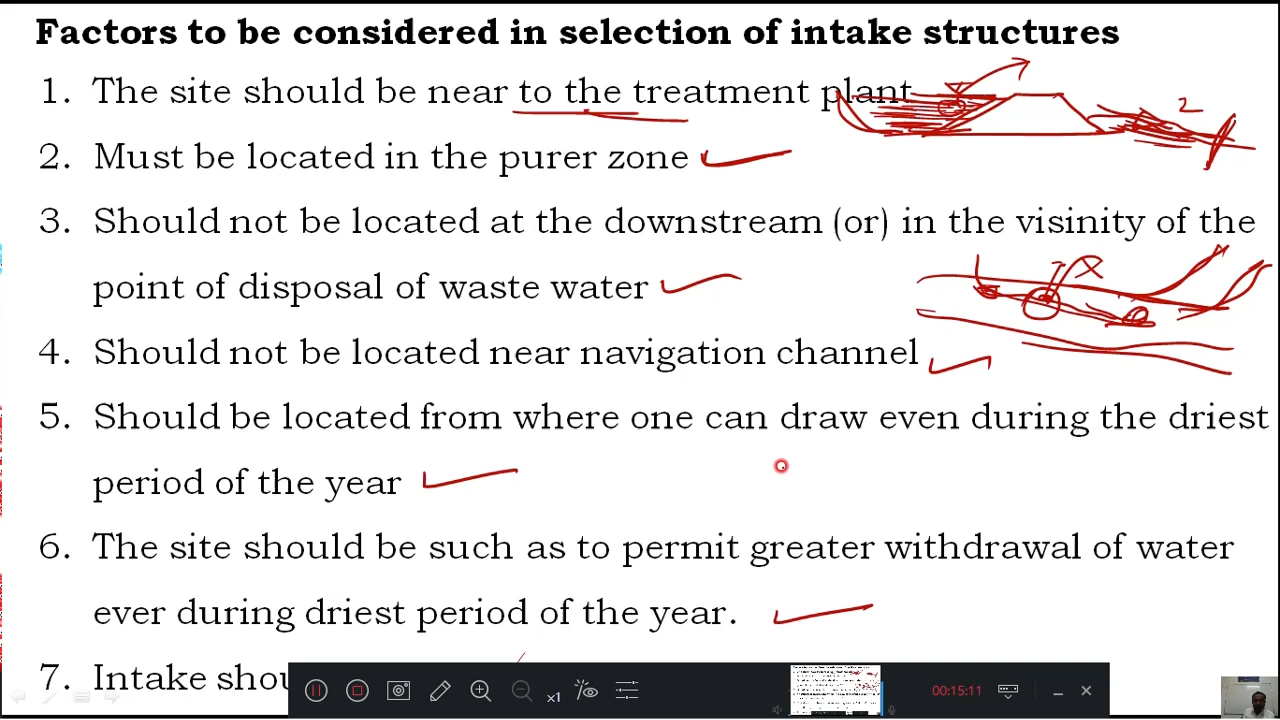 Factors to be considered in selection of intake structures
1. The site should be near to the treatment plant
2
2. Must be located in the purer zone
3. Should not be located at the downstream (or) in the visinity of the
point of disposal of waste water
4. Should not be located near navigation channel
5. Should be located from where one can draw even during the driest
period of the year
6. The site should be such as to permit greater withdrawal of water
ever during driest period of the year.
7. Intake
x1
00:15:11